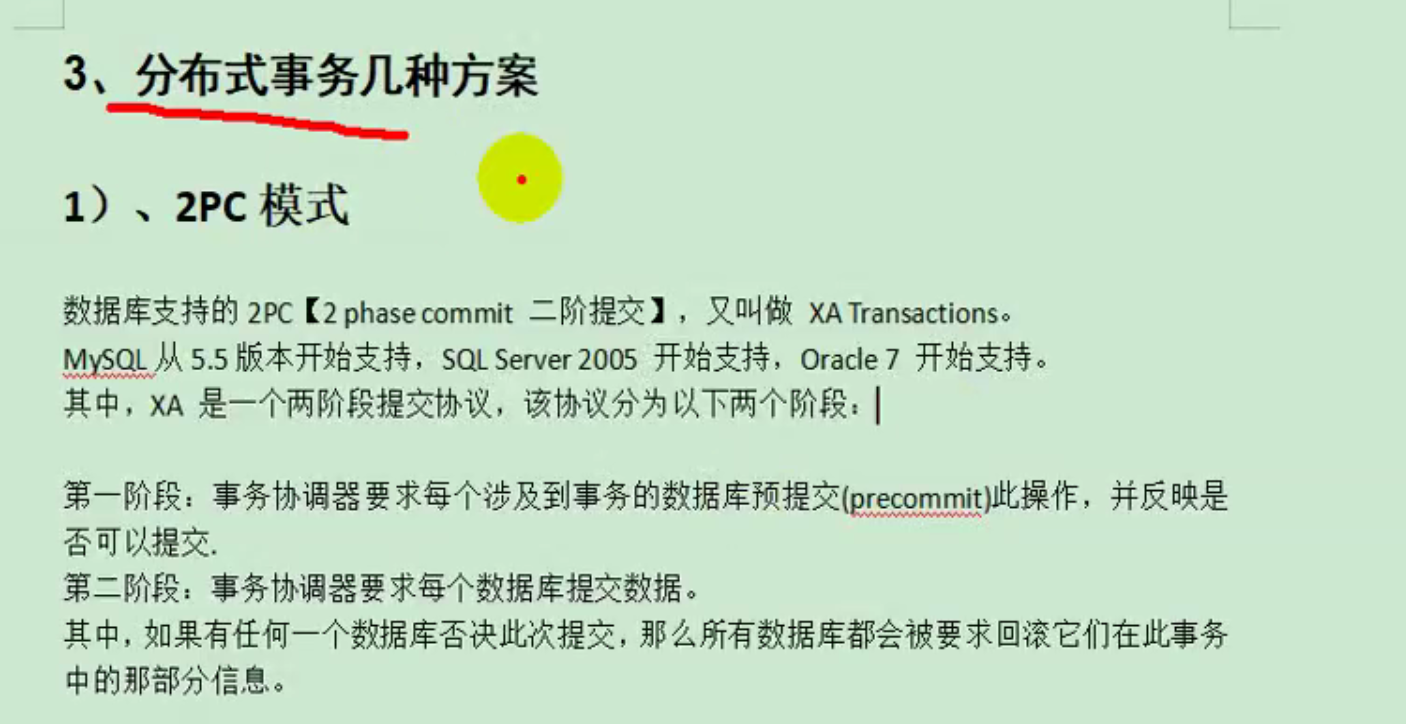 3、分布式事务几种方案
1）、2PC 模式
数据库支持的 2PC【2 phase commit 二阶提交】，又叫做 XA Transactions。
MySQL 从 5.5 版本开始支持，SQL Server 2005 开始支持，Oracle 7 开始支持。
其中，XA 是一个两阶段提交协议，该协议分为以下两个阶段：
第一阶段：事务协调器要求每个涉及到事务的数据库预提交(precommit)此操作，并反映是
否可以提交.
第二阶段：事务协调器要求每个数据库提交数据。
其中，如果有任何一个数据库否决此次提交，那么所有数据库都会被要求回滚它们在此事务
中的那部分信息。